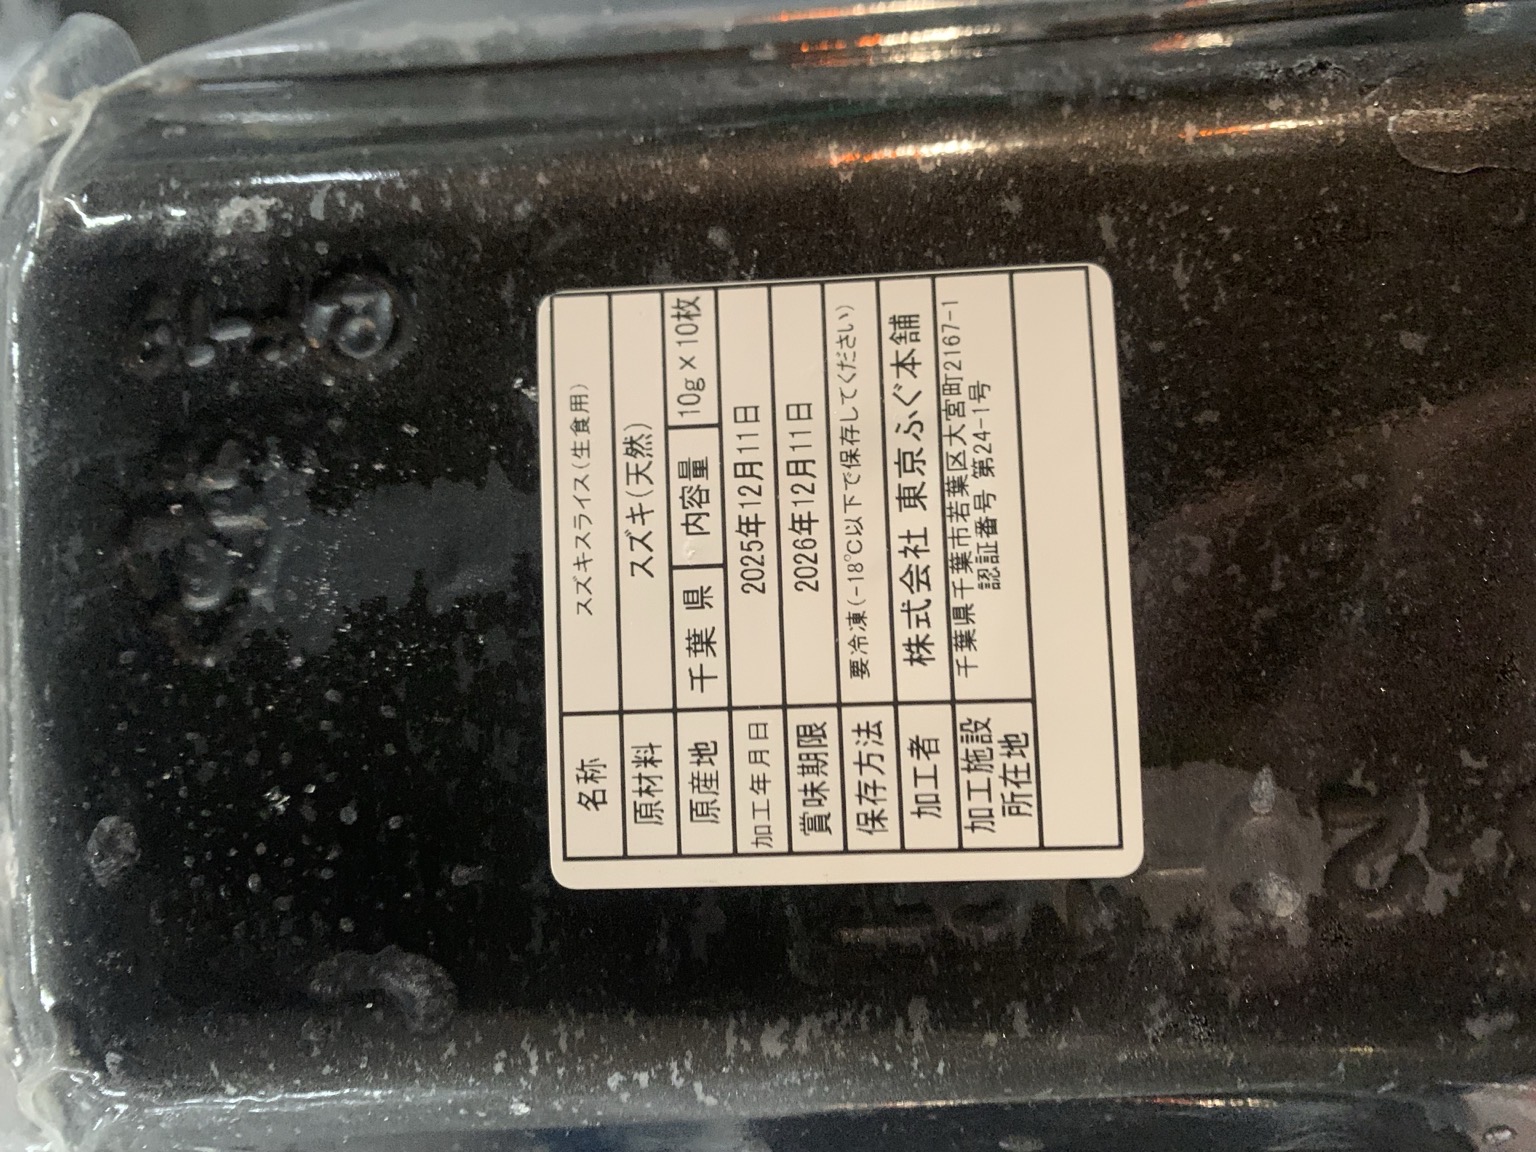 名称 スズキスライス(生食用)
原材料 スズキ(天然)
原産地 千葉県 内容量 10g×10枚
加工年月日 2025年12月11日
賞味期限 2026年12月11日
保存方法 要冷凍(-18℃以下で保存してください)
加工者 株式会社 東京ふぐ本舗
加工施設 千葉県千葉市若葉区大宮町2167-1
所在地 認証番号 第24-1号